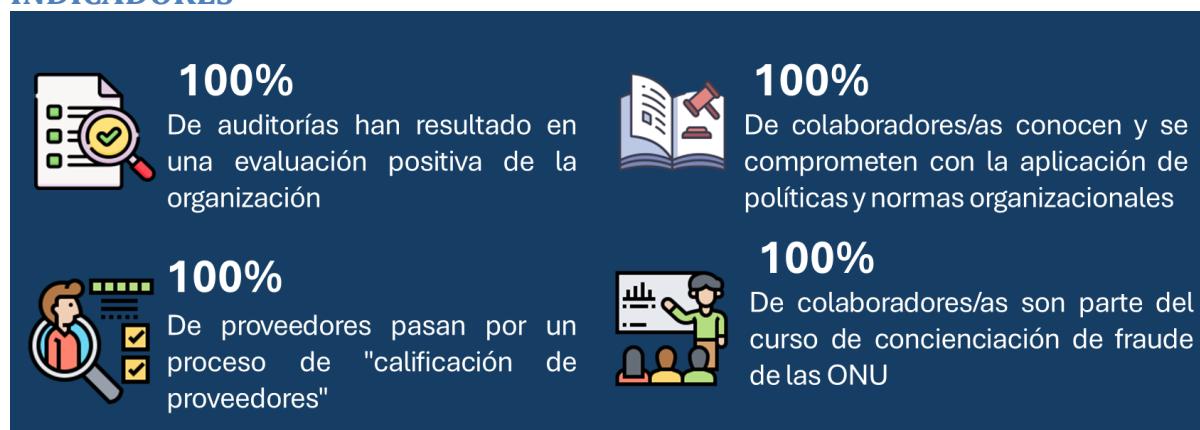 INDICADORES
100%
De auditorías han resultado en
una evaluación positiva de la
organización
100%
De colaboradores/as conocen y se
comprometen con la aplicación de
políticas y normas organizacionales
100%
De proveedores pasan por un
proceso de "calificación de
proveedores"
100%
De colaboradores/as son parte del
curso de concienciación de fraude
de las ONU